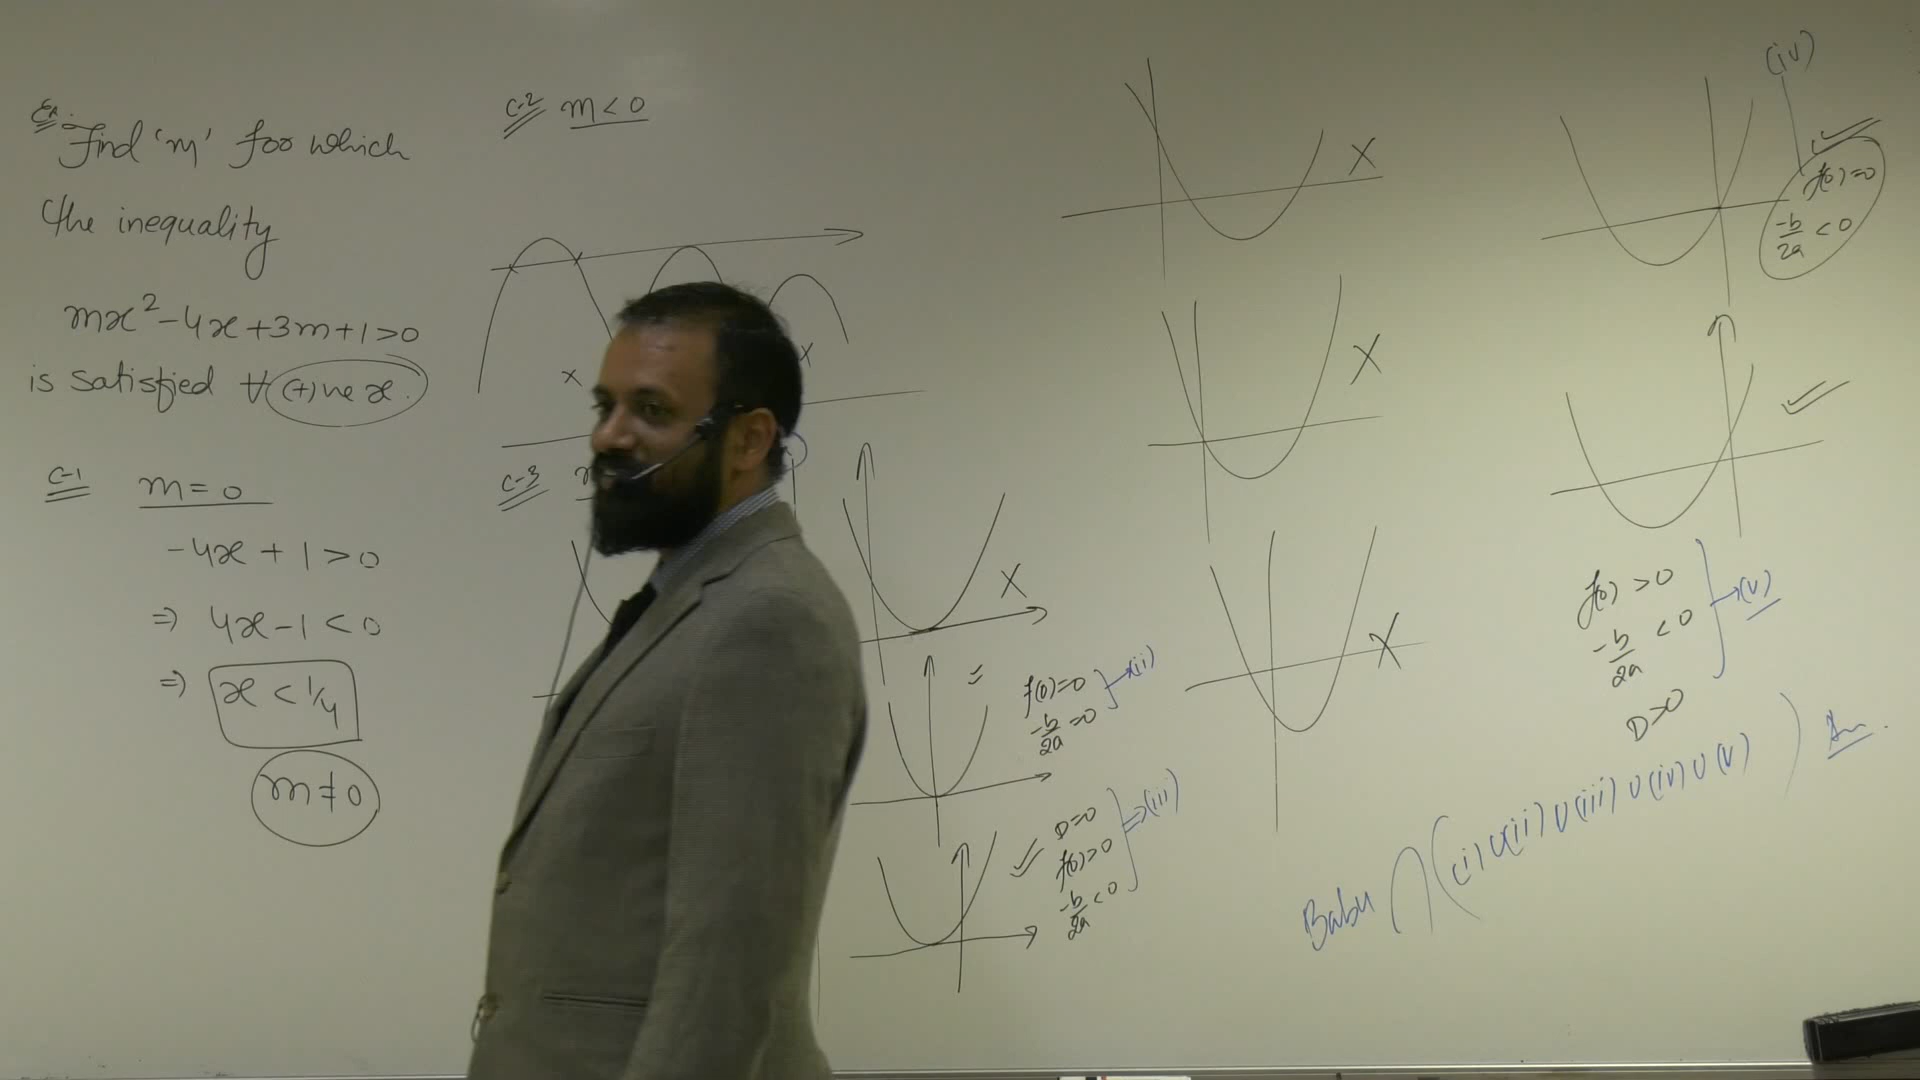 Ex. Find 'm' for which
the inequality
mx² - 4x + 3m + 1 > 0
is satisfied ∀ (+)ve x.
C-1 m = 0
-4x + 1 > 0
⇒ 4x - 1 < 0
⇒ x < 1/4
m ≠ 0
C-2 m < 0
x
x
C-3
X
f(0) = 0
-b/2a = 0
→ (ii)
D = 0
f(0) > 0
-b/2a < 0
⇒ (iii)
X
X
X
(iv)
f(0) = 0
-b/2a < 0
f(0) > 0
-b/2a < 0
D > 0
→ (v)
Babu ∩ ((i) ∪ (ii) ∪ (iii) ∪ (iv) ∪ (v)) Ans.